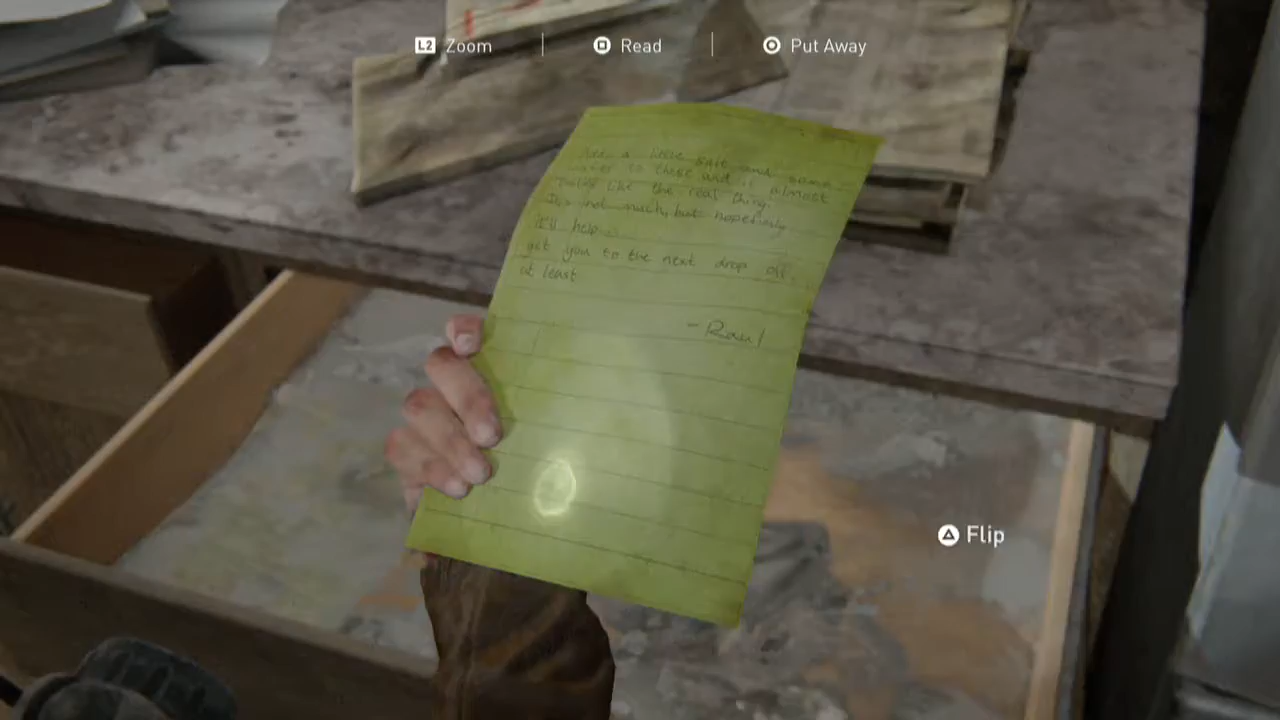 L2 Zoom
Read
Put Away
Add a little salt and some
water to these and it almost
tastes like the real thing.
It's not much, but hopefully
it'll help...
get you to the next drop off,
at least
- Raul
Flip